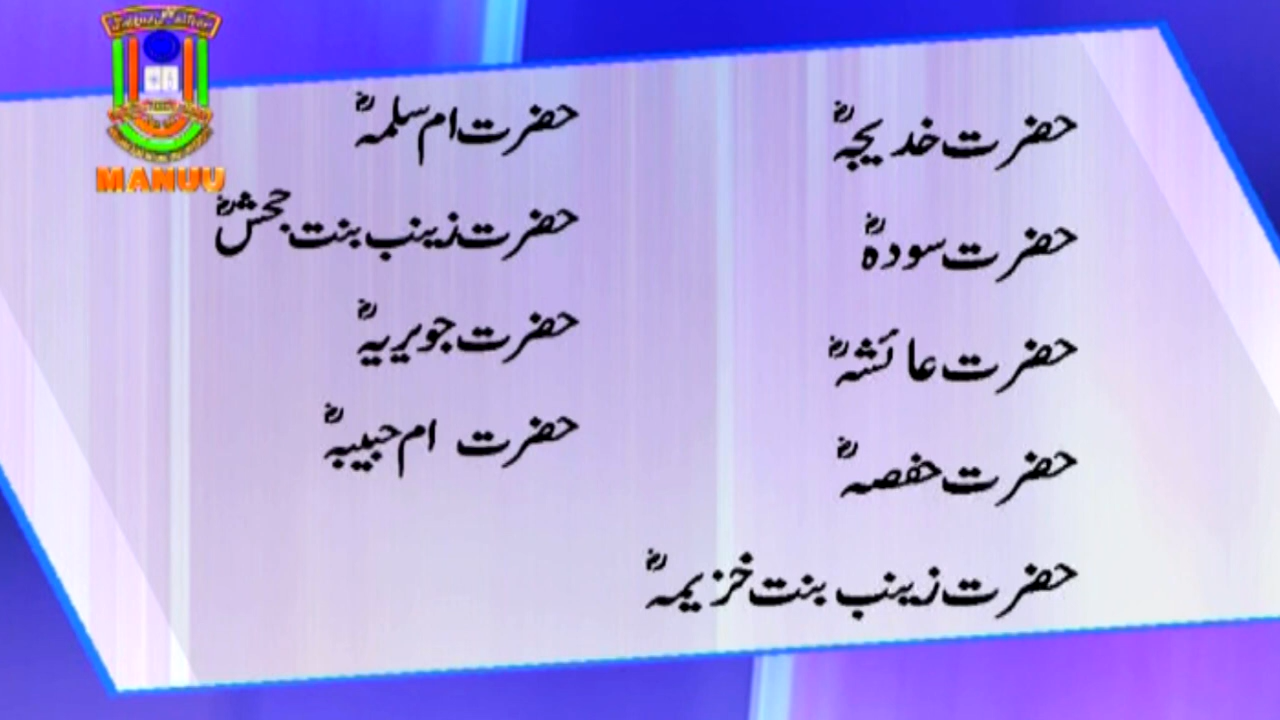 حضرت خدیجہؓ
حضرت سودہؓ
حضرت عائشہؓ
حضرت حفصہؓ
حضرت زینب بنت خزیمہؓ
حضرت ام سلمہؓ
حضرت زینب بنت جحشؓ
حضرت جویریہؓ
حضرت ام حبیبہؓ
MANUU